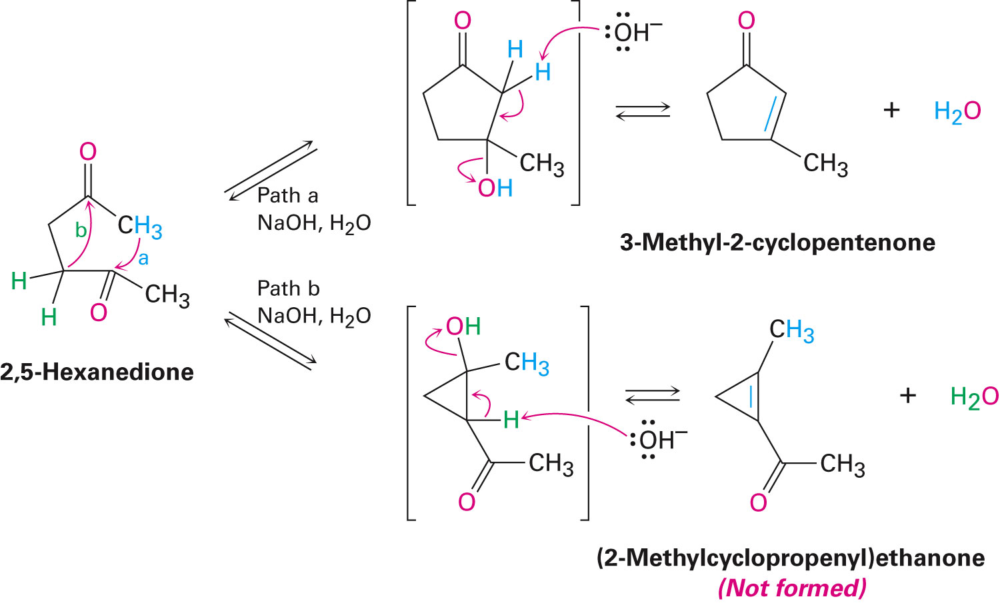 O
H
H
:ÖH⁻
O
CH₃
OH
O
CH₃
+
H₂O
3-Methyl-2-cyclopentenone
Path a
NaOH, H₂O
O
b
CH₃
a
H
H
O
CH₃
2,5-Hexanedione
Path b
NaOH, H₂O
OH
CH₃
H
CH₃
O
:ÖH⁻
CH₃
CH₃
O
+
H₂O
(2-Methylcyclopropenyl)ethanone
(Not formed)